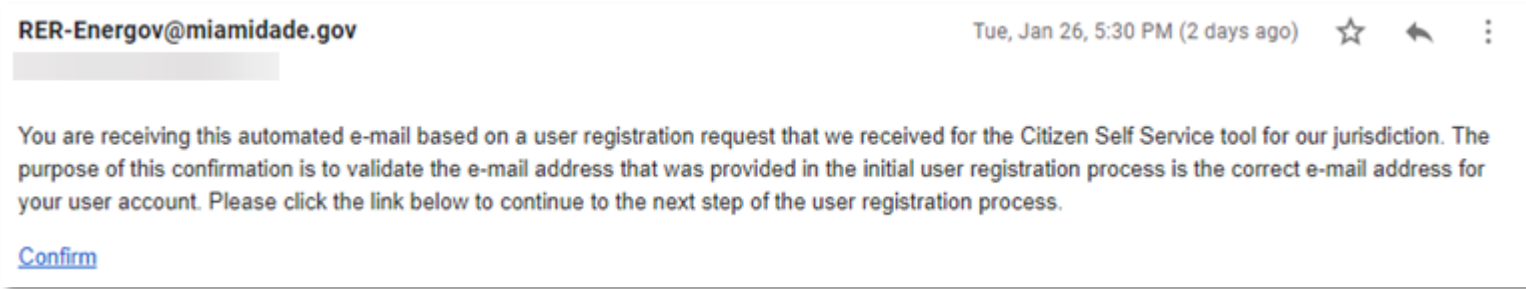 RER-Energov@miamidade.gov Tue, Jan 26, 5:30 PM (2 days ago)
You are receiving this automated e-mail based on a user registration request that we received for the Citizen Self Service tool for our jurisdiction. The
purpose of this confirmation is to validate the e-mail address that was provided in the initial user registration process is the correct e-mail address for
your user account. Please click the link below to continue to the next step of the user registration process.
Confirm